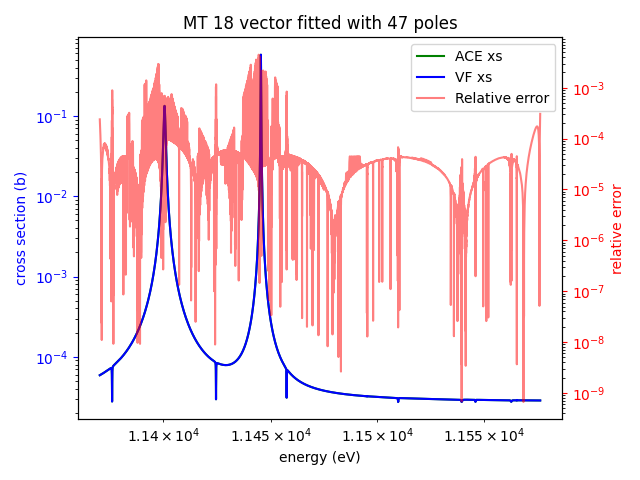 MT 18 vector fitted with 47 poles
ACE xs
VF xs
Relative error
cross section (b)
10⁻¹
10⁻²
10⁻³
10⁻⁴
relative error
10⁻³
10⁻⁴
10⁻⁵
10⁻⁶
10⁻⁷
10⁻⁸
10⁻⁹
1.14 × 10⁴ 1.145 × 10⁴ 1.15 × 10⁴ 1.155 × 10⁴
energy (eV)